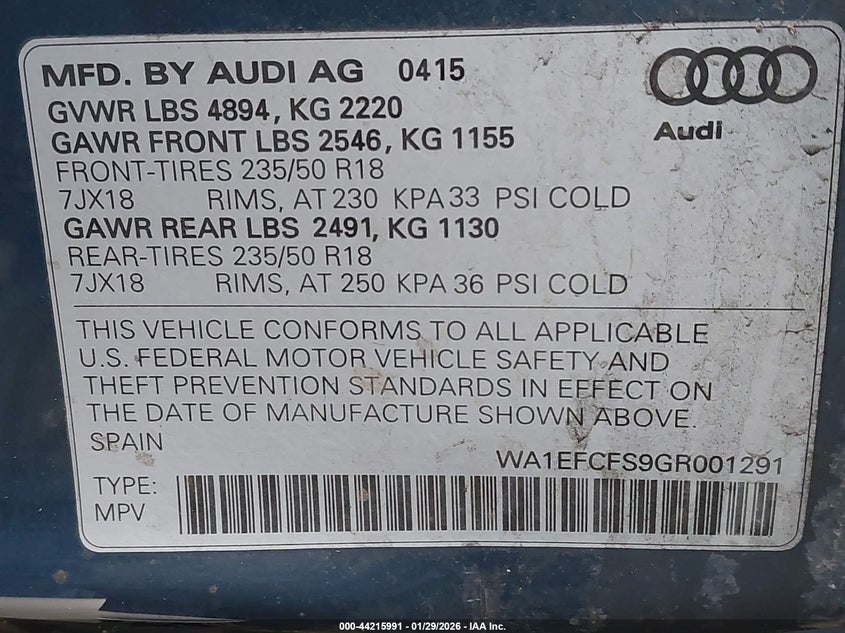 MFD. BY AUDI AG 0415
GVWR LBS 4894, KG 2220
GAWR FRONT LBS 2546, KG 1155
FRONT-TIRES 235/50 R18
7JX18 RIMS, AT 230 KPA 33 PSI COLD
GAWR REAR LBS 2491, KG 1130
REAR-TIRES 235/50 R18
7JX18 RIMS, AT 250 KPA 36 PSI COLD
Audi
THIS VEHICLE CONFORMS TO ALL APPLICABLE
U.S. FEDERAL MOTOR VEHICLE SAFETY AND
THEFT PREVENTION STANDARDS IN EFFECT ON
THE DATE OF MANUFACTURE SHOWN ABOVE.
SPAIN
WA1EFCFS9GR001291
TYPE:
MPV
000-44215991 - 01/29/2026 - IAA Inc.